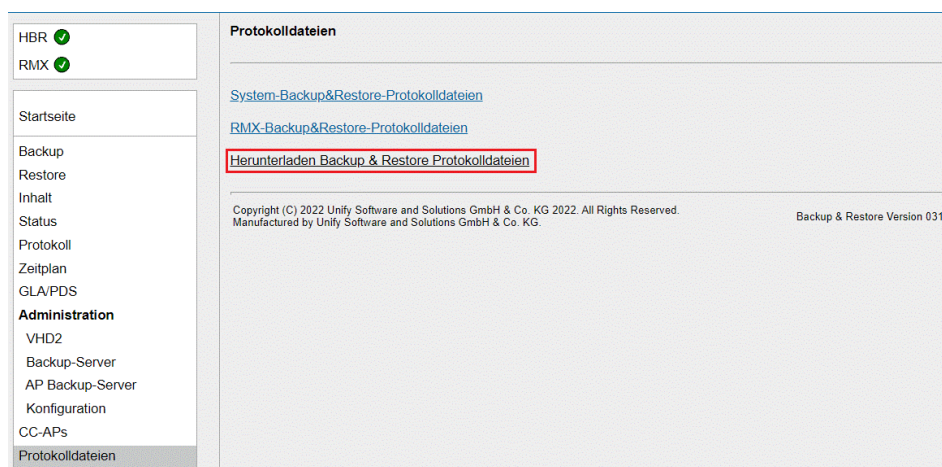 HBR
RMX
Startseite
Backup
Restore
Inhalt
Status
Protokoll
Zeitplan
GLA/PDS
Administration
VHD2
Backup-Server
AP Backup-Server
Konfiguration
CC-APs
Protokolldateien
Protokolldateien
System-Backup&Restore-Protokolldateien
RMX-Backup&Restore-Protokolldateien
Herunterladen Backup & Restore Protokolldateien
Copyright (C) 2022 Unify Software and Solutions GmbH & Co. KG 2022. All Rights Reserved.
Manufactured by Unify Software and Solutions GmbH & Co. KG.
Backup & Restore Version 031